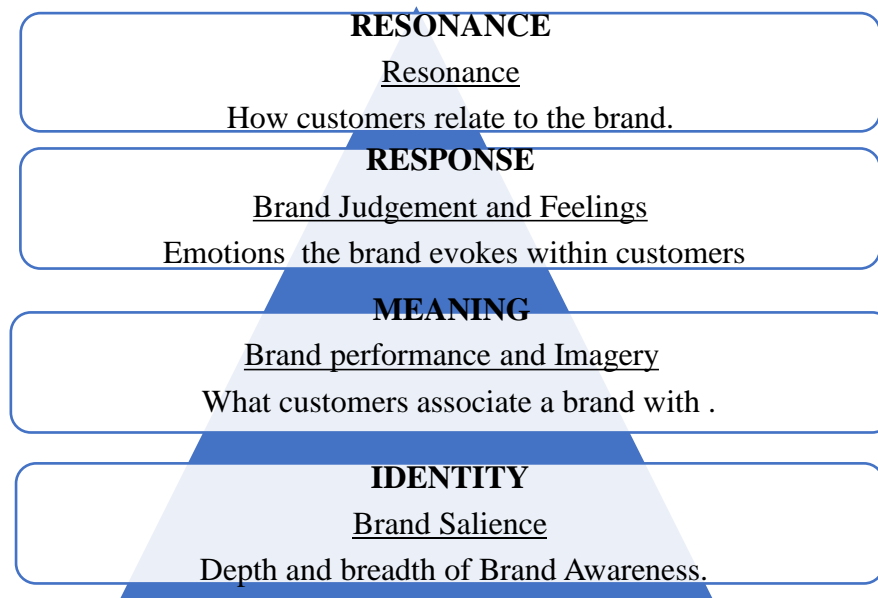 RESONANCE
Resonance
How customers relate to the brand.
RESPONSE
Brand Judgement and Feelings
Emotions  the brand evokes within customers
MEANING
Brand performance and Imagery
What customers associate a brand with .
IDENTITY
Brand Salience
Depth and breadth of Brand Awareness.